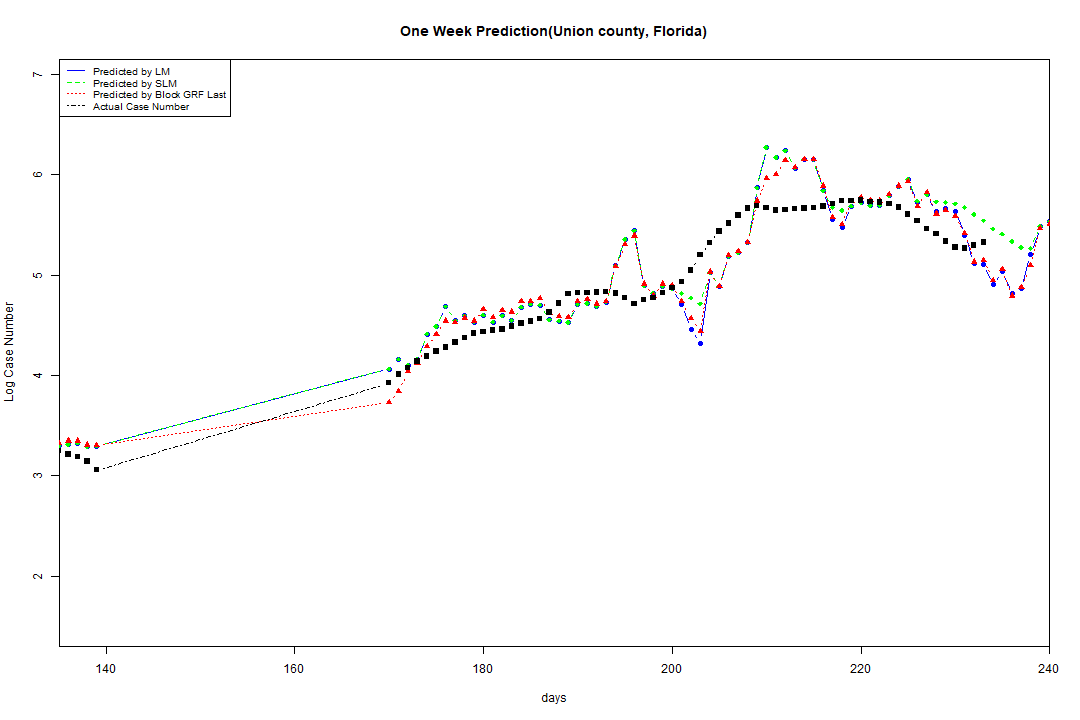 One Week Prediction(Union county, Florida)
Predicted by LM
Predicted by SLM
Predicted by Block GRF Last
Actual Case Number
Log Case Number
7
6
5
4
3
2
140 160 180 200 220 240
days